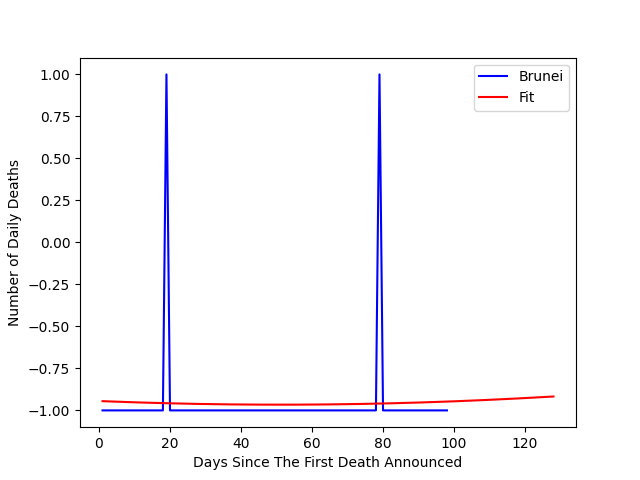 Brunei
Fit
1.00
0.75
0.50
0.25
0.00
−0.25
−0.50
−0.75
−1.00
Number of Daily Deaths
0 20 40 60 80 100 120
Days Since The First Death Announced